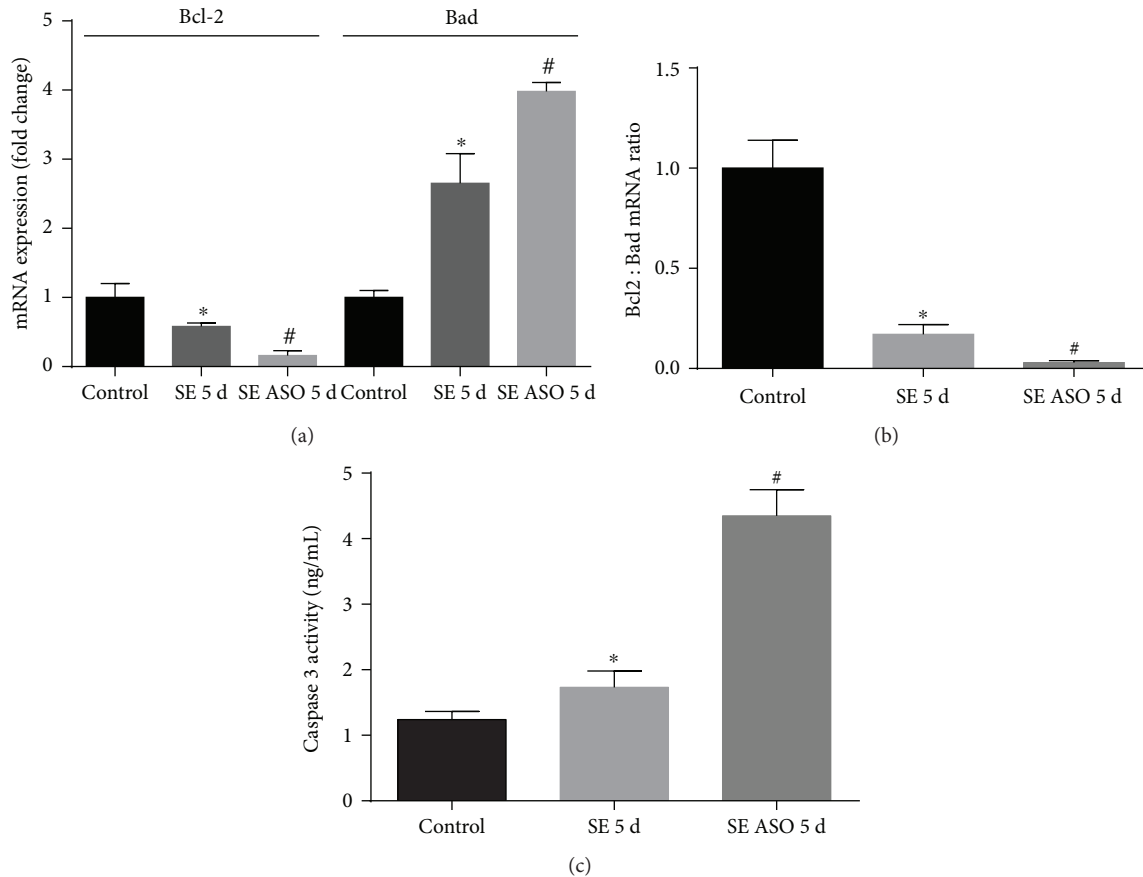 Bcl-2 Bad
mRNA expression (fold change)
5
4
3
2
1
0
* # * #
Control SE 5 d SE ASO 5 d Control SE 5 d SE ASO 5 d
(a)
Bcl2 : Bad mRNA ratio
1.5
1.0
0.5
0.0
* #
Control SE 5 d SE ASO 5 d
(b)
Caspase 3 activity (ng/mL)
5
4
3
2
1
0
* #
Control SE 5 d SE ASO 5 d
(c)